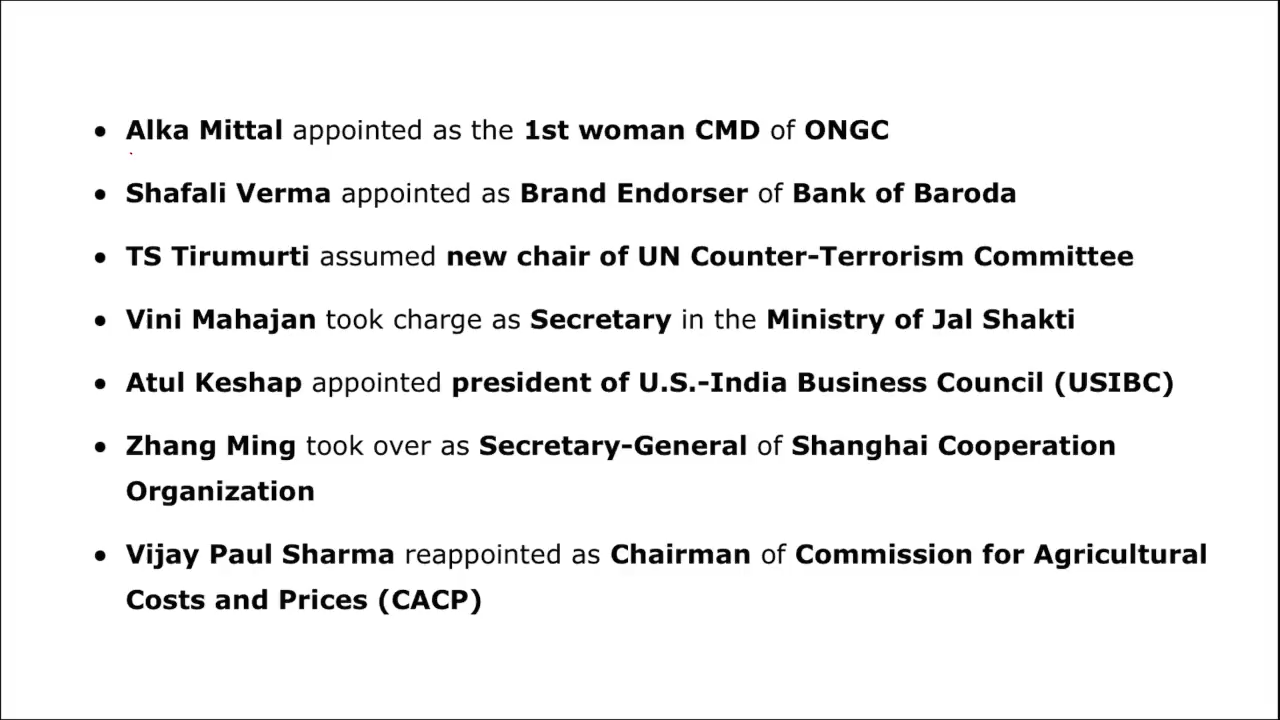 • Alka Mittal appointed as the 1st woman CMD of ONGC
• Shafali Verma appointed as Brand Endorser of Bank of Baroda
• TS Tirumurti assumed new chair of UN Counter-Terrorism Committee
• Vini Mahajan took charge as Secretary in the Ministry of Jal Shakti
• Atul Keshap appointed president of U.S.-India Business Council (USIBC)
• Zhang Ming took over as Secretary-General of Shanghai Cooperation
Organization
• Vijay Paul Sharma reappointed as Chairman of Commission for Agricultural
Costs and Prices (CACP)